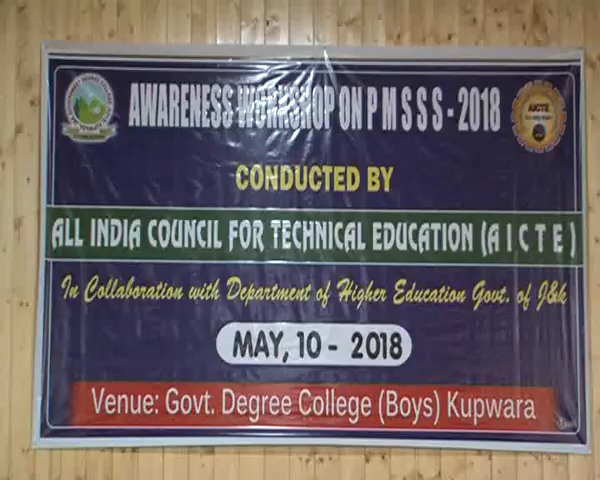 AWARENESS WORKSHOP ON P M S S S - 2018
AICTE
CONDUCTED BY
ALL INDIA COUNCIL FOR TECHNICAL EDUCATION (A I C T E)
In Collaboration with Department of Higher Education Govt. of J&k
MAY, 10 - 2018
Venue: Govt. Degree College (Boys) Kupwara